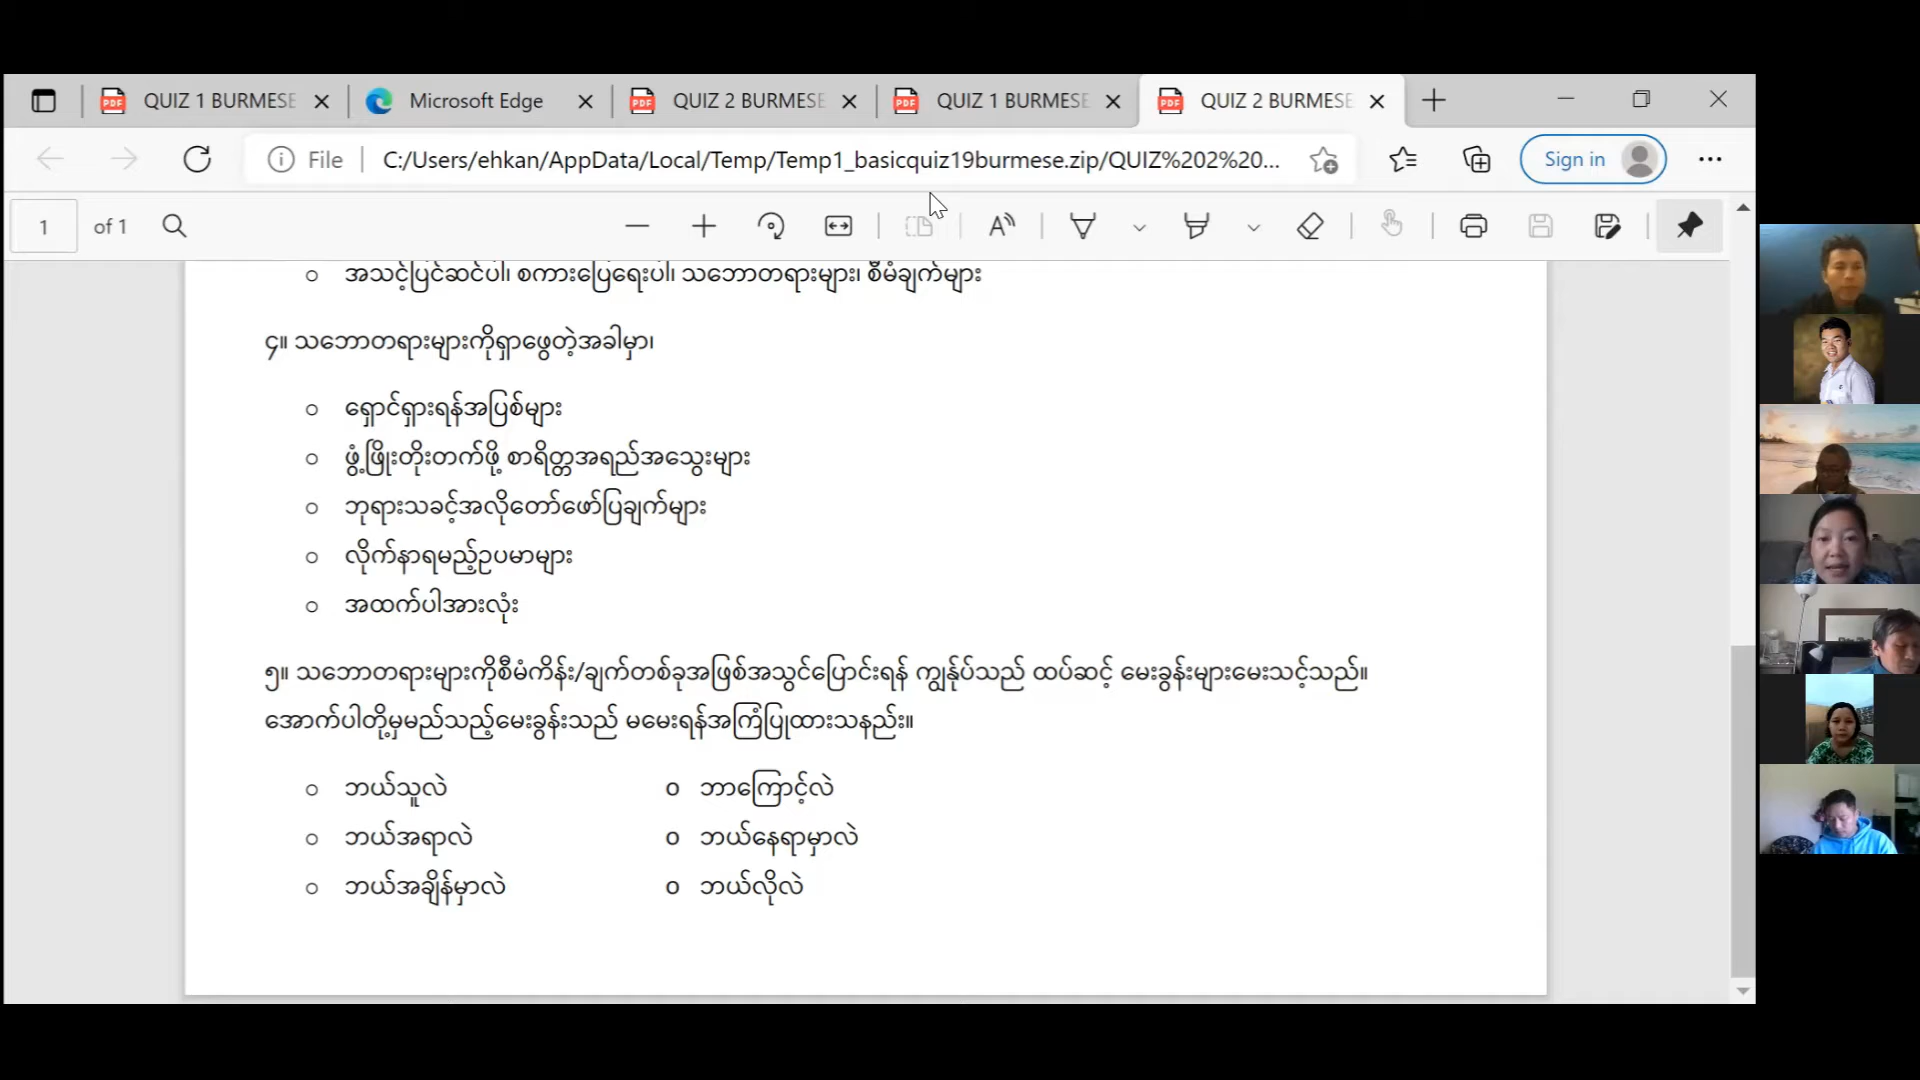 QUIZ 1 BURMESE
Microsoft Edge
QUIZ 2 BURMESE
QUIZ 1 BURMESE
QUIZ 2 BURMESE
File
C:/Users/ehkan/AppData/Local/Temp/Temp1_basicquiz19burmese.zip/QUIZ%202%20...
Sign in
1 of 1
အသင့်ပြင်ဆင်ပါ၊ စကားပြေရေးပါ၊ သဘောတရားများ၊ စီမံချက်များ
၄။ သဘောတရားများကိုရှာဖွေတဲ့အခါမှာ၊
ရှောင်ရှားရန်အပြစ်များ
ဖွံ့ဖြိုးတိုးတက်ဖို့ စာရိတ္တအရည်အသွေးများ
ဘုရားသခင့်အလိုတော်ဖော်ပြချက်များ
လိုက်နာရမည့်ဥပမာများ
အထက်ပါအားလုံး
၅။ သဘောတရားများကိုစီမံကိန်း/ချက်တစ်ခုအဖြစ်အသွင်ပြောင်းရန် ကျွန်ုပ်သည် ထပ်ဆင့် မေးခွန်းများမေးသင့်သည်။
အောက်ပါတို့မှမည်သည့်မေးခွန်းသည် မမေးရန်အကြံပြုထားသနည်း။
ဘယ်သူလဲ
ဘာကြောင့်လဲ
ဘယ်အရာလဲ
ဘယ်နေရာမှာလဲ
ဘယ်အချိန်မှာလဲ
ဘယ်လိုလဲ